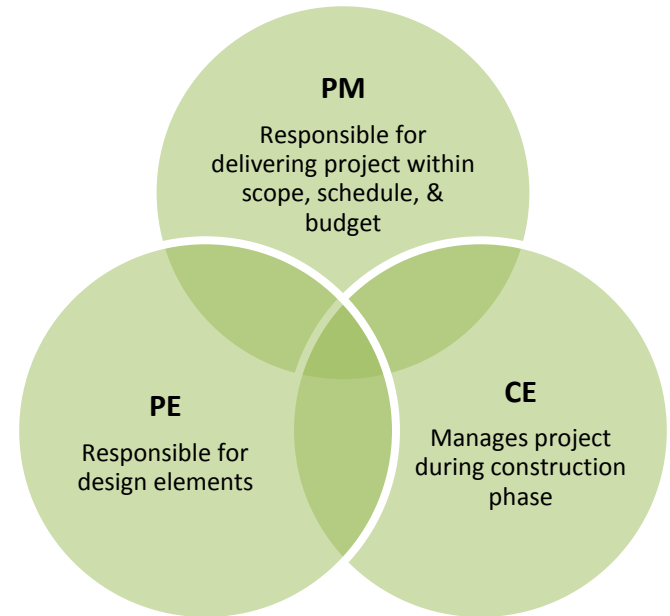 PM
Responsible for
delivering project within
scope, schedule, &
budget
PE
Responsible for
design elements
CE
Manages project
during construction
phase